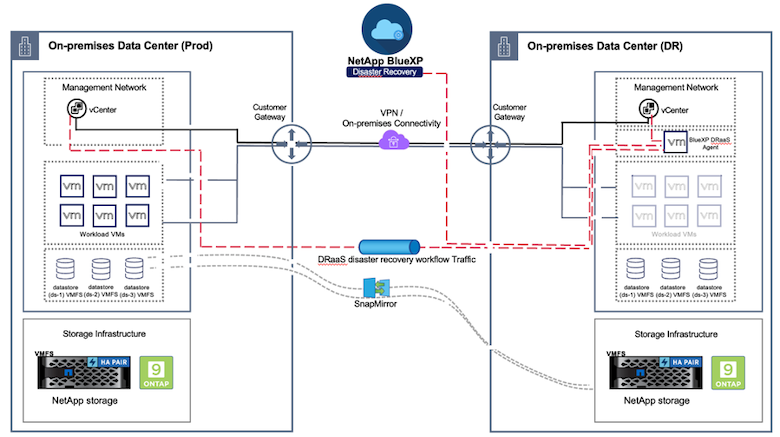 NetApp BlueXP
Disaster Recovery
On-premises Data Center (Prod)
Management Network
vCenter
Customer
Gateway
VPN /
On-premises Connectivity
vm vm vm
vm vm vm
Workload VMs
datastore
(ds-1) VMFS
datastore
(ds-2) VMFS
datastore
(ds-3) VMFS
DRaaS disaster recovery workflow Traffic
SnapMirror
Storage Infrastructure
VMFS
HA PAIR
9
ONTAP
NetApp storage
On-premises Data Center (DR)
Customer
Gateway
Management Network
vCenter
vm
BlueXP DRaaS
Agent
vm vm vm
vm vm vm
Workload VMs
datastore
(ds-1) VMFS
datastore
(ds-2) VMFS
datastore
(ds-3) VMFS
Storage Infrastructure
VMFS
HA PAIR
9
ONTAP
NetApp storage